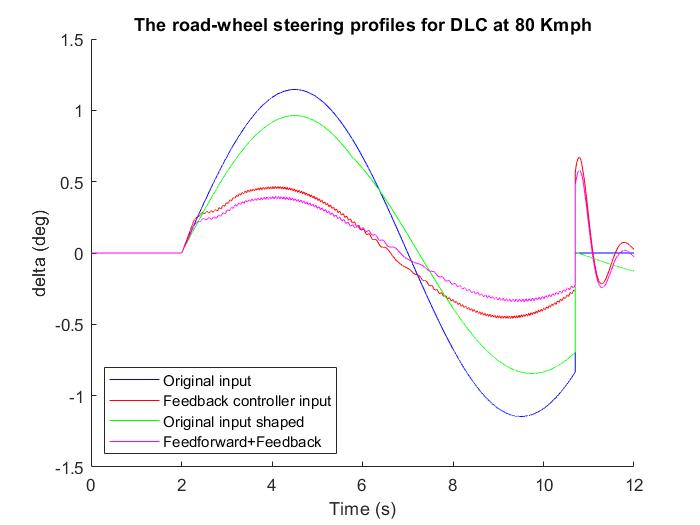 The road-wheel steering profiles for DLC at 80 Kmph
1.5
1
0.5
0
-0.5
-1
-1.5
delta (deg)
Original input
Feedback controller input
Original input shaped
Feedforward+Feedback
0 2 4 6 8 10 12
Time (s)